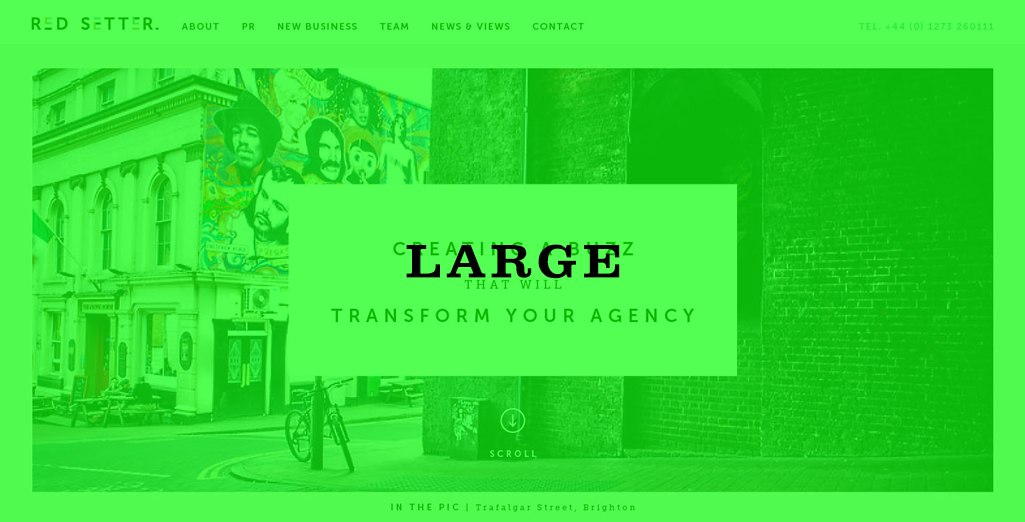 RED SETTER.
ABOUT PR NEW BUSINESS TEAM NEWS & VIEWS CONTACT
TEL. +44 (0) 1273 260111
CREATING A BUZZ
LARGE
THAT WILL
TRANSFORM YOUR AGENCY
SCROLL
IN THE PIC | Trafalgar Street, Brighton